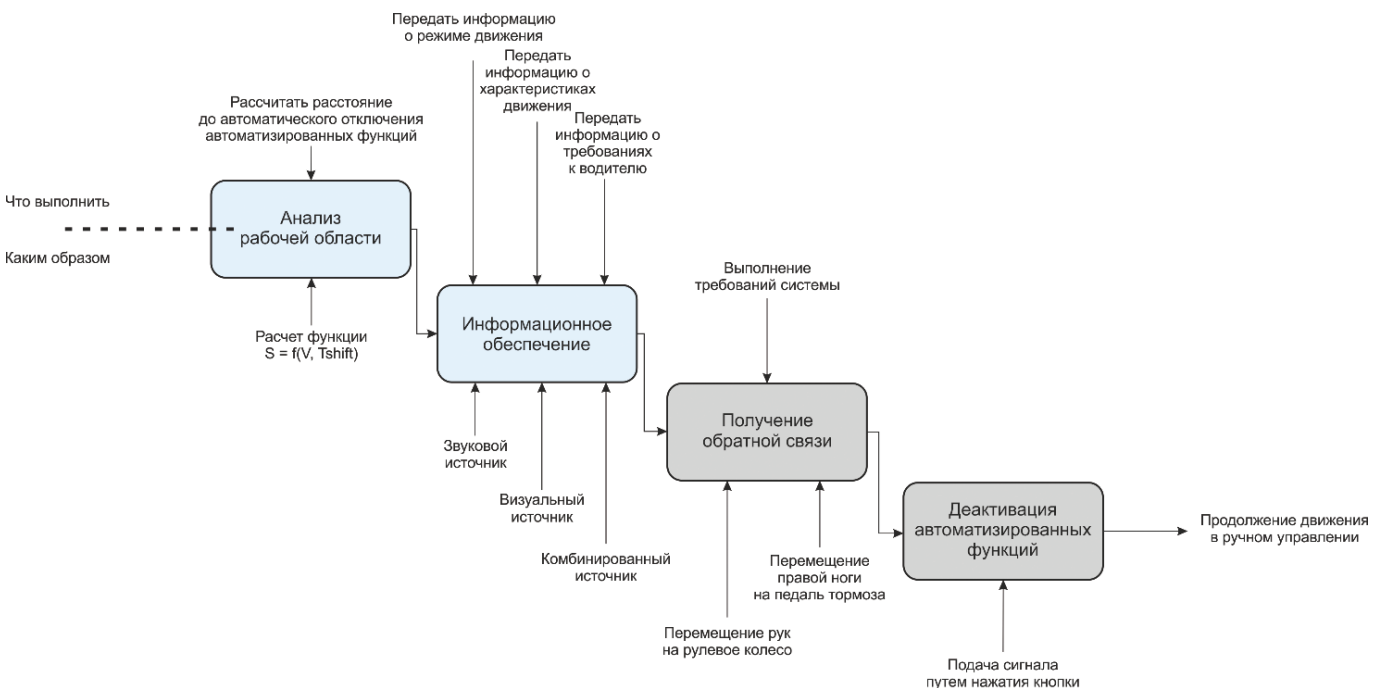 Передать информацию
о режиме движения
Передать
информацию о
характеристиках
движения
Передать
информацию о
требованиях
к водителю
Рассчитать расстояние
до автоматического отключения
автоматизированных функций
Что выполнить
Каким образом
Анализ
рабочей области
Расчет функции
S = f(V, Tshift)
Информационное
обеспечение
Звуковой
источник
Визуальный
источник
Комбинированный
источник
Выполнение
требований системы
Получение
обратной связи
Перемещение рук
на рулевое колесо
Перемещение
правой ноги
на педаль тормоза
Деактивация
автоматизированных
функций
Подача сигнала
путем нажатия кнопки
Продолжение движения
в ручном управлении